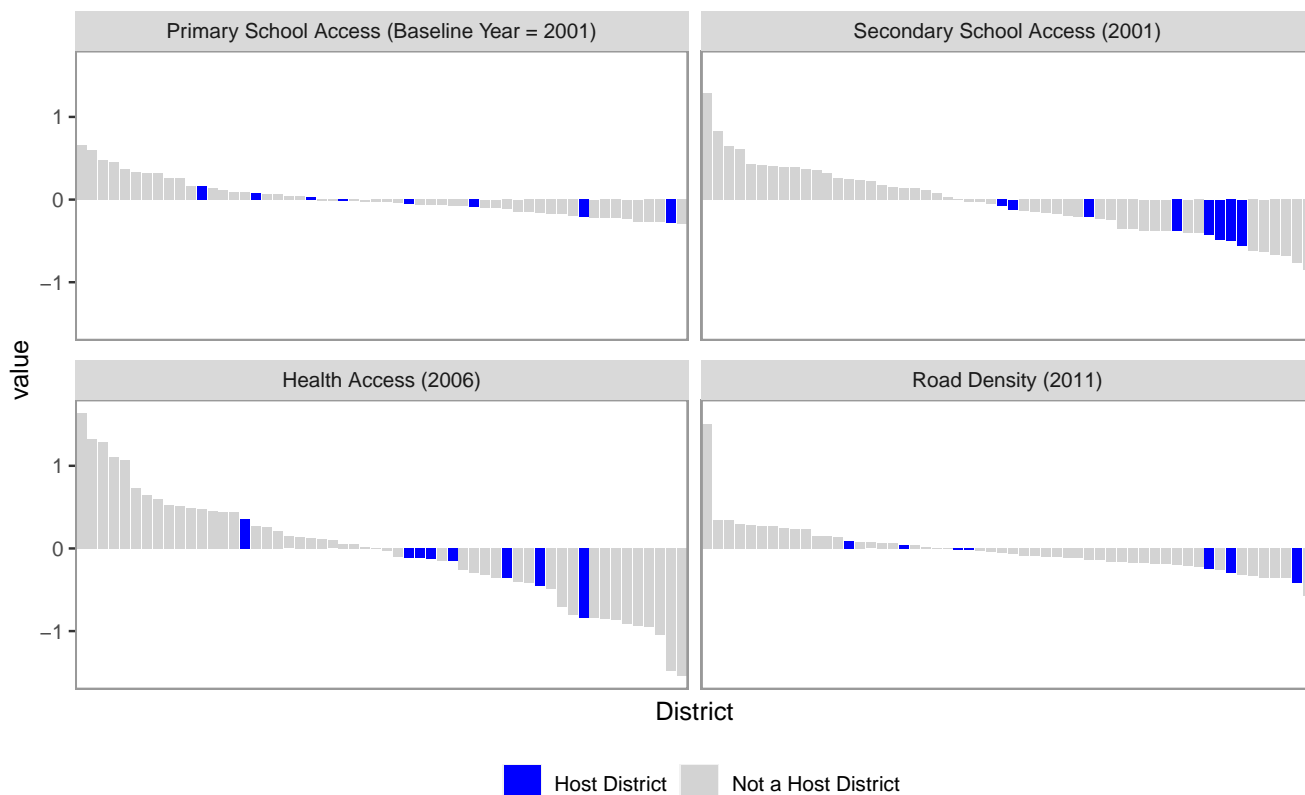 Primary School Access (Baseline Year = 2001)
Secondary School Access (2001)
1
0
−1
Health Access (2006)
Road Density (2011)
1
0
−1
value
District
Host District
Not a Host District